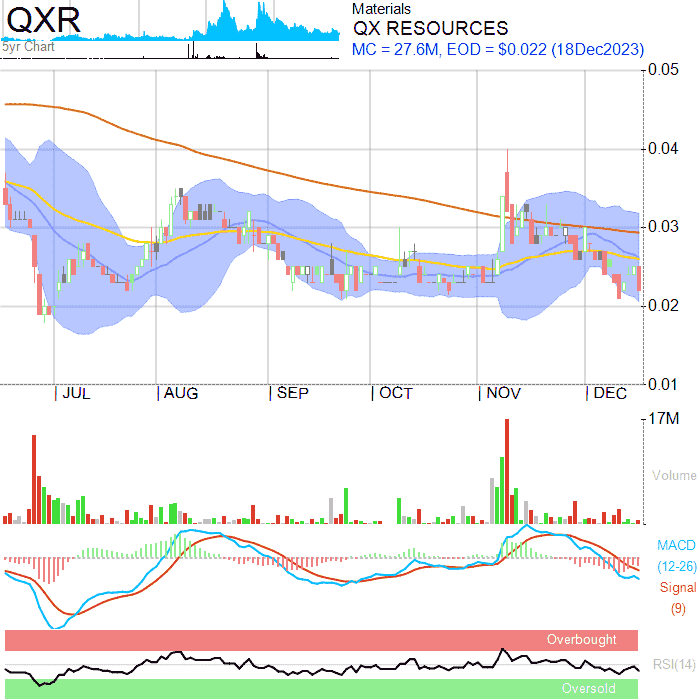 QXR
Materials
QX RESOURCES
MC = 27.6M, EOD = $0.022 (18Dec2023)
5yr Chart
0.05
0.04
0.03
0.02
0.01
JUL AUG SEP OCT NOV DEC
17M
Volume
MACD
(12-26)
Signal
(9)
Overbought
RSI(14)
Oversold